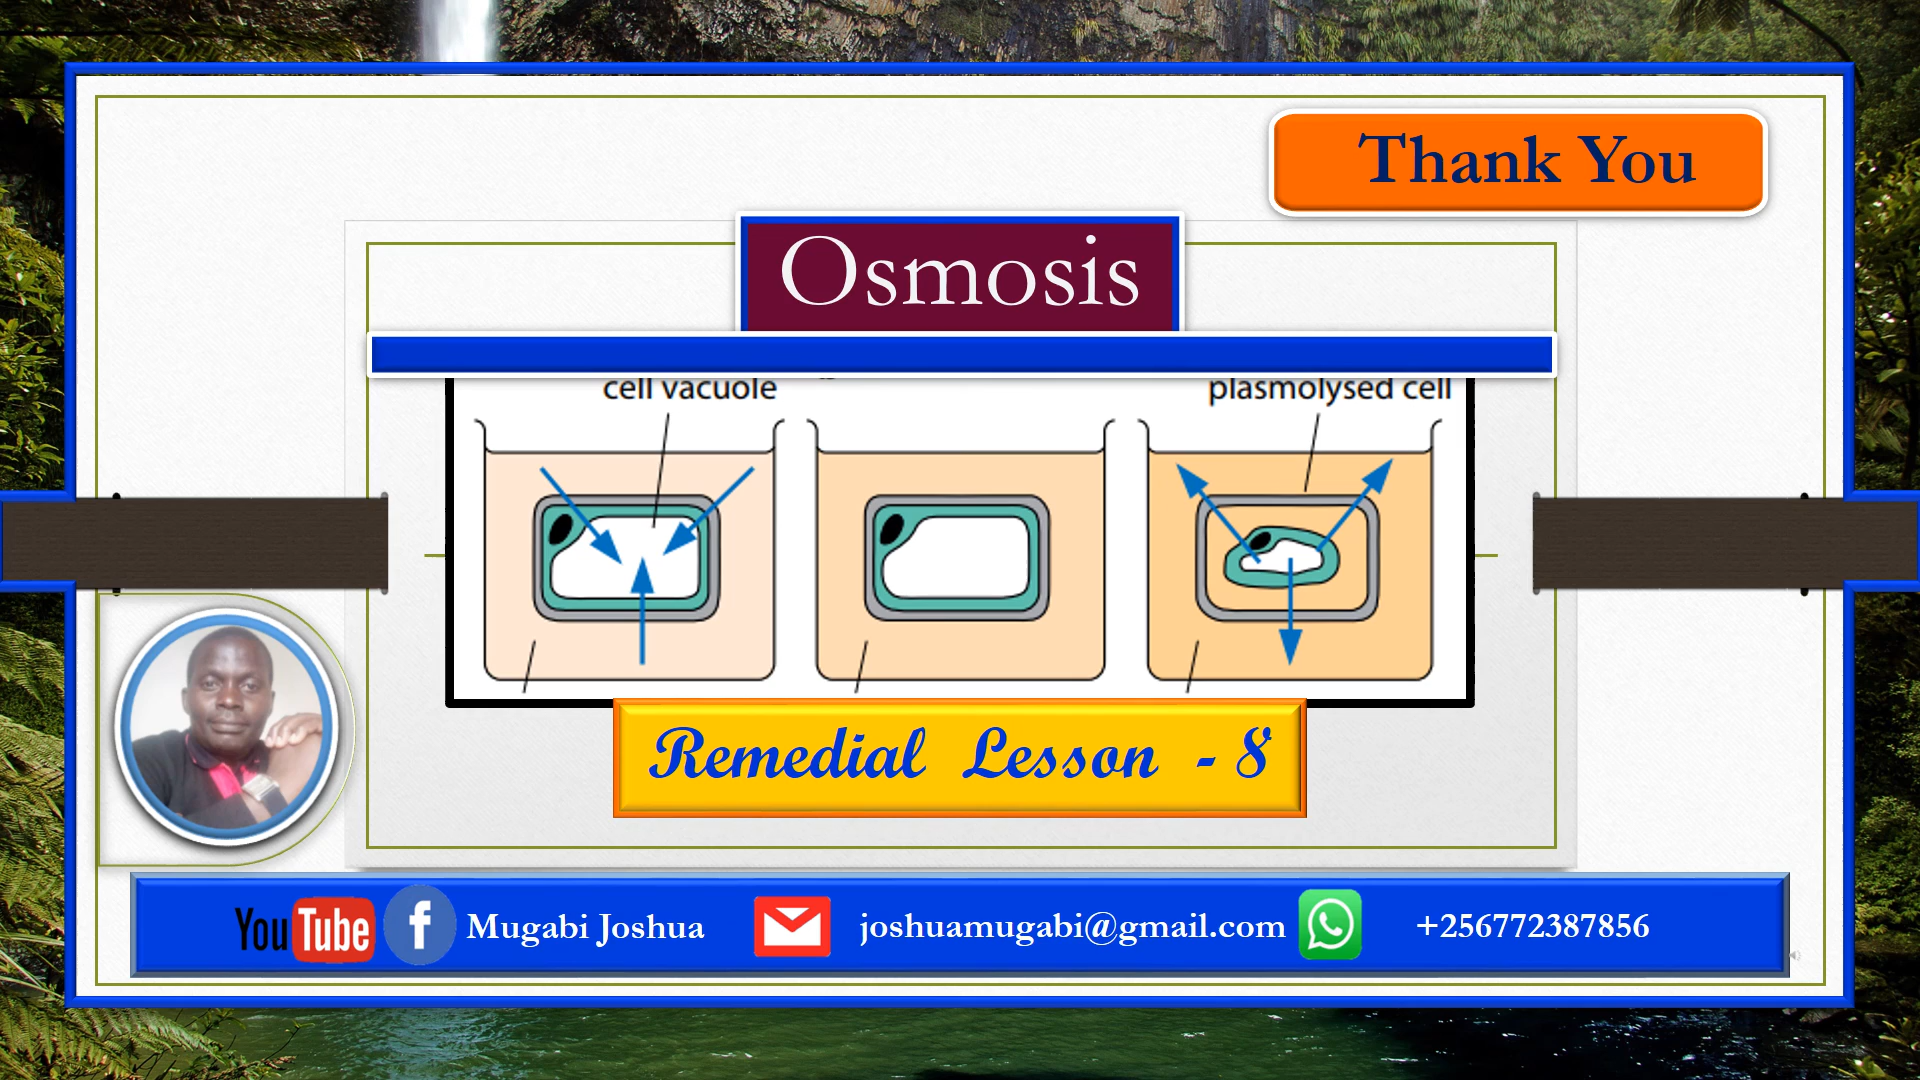 Thank You
Osmosis
cell vacuole
plasmolysed cell
Remedial Lesson - 8
YouTube f Mugabi Joshua joshuamugabi@gmail.com +256772387856